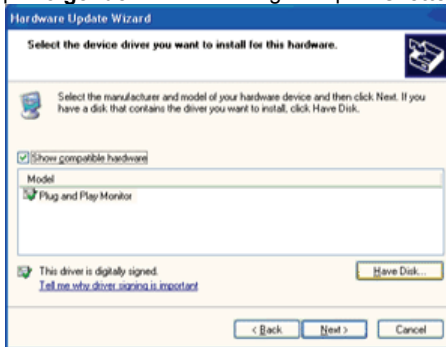 Hardware Update Wizard
Select the device driver you want to install for this hardware.
Select the manufacturer and model of your hardware device and then click Next. If you
have a disk that contains the driver you want to install, click Have Disk.
Show compatible hardware
Model
Plug and Play Monitor
This driver is digitally signed.
Tell me why driver signing is important
Have Disk...
< Back
Next >
Cancel